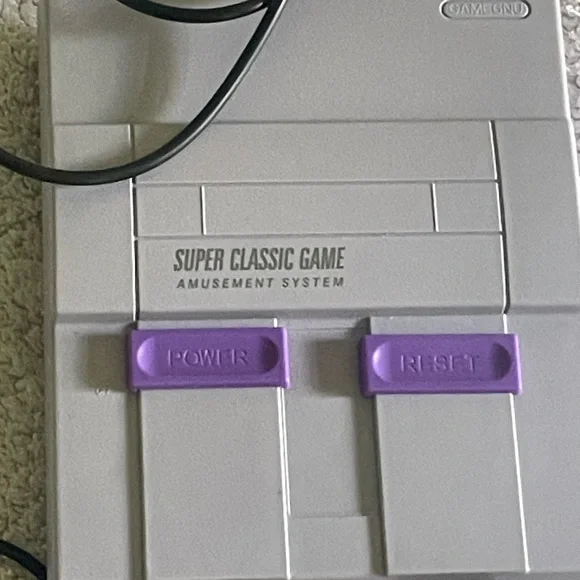 GAMEGNU
SUPER CLASSIC GAME
AMUSEMENT SYSTEM
POWER
RESET